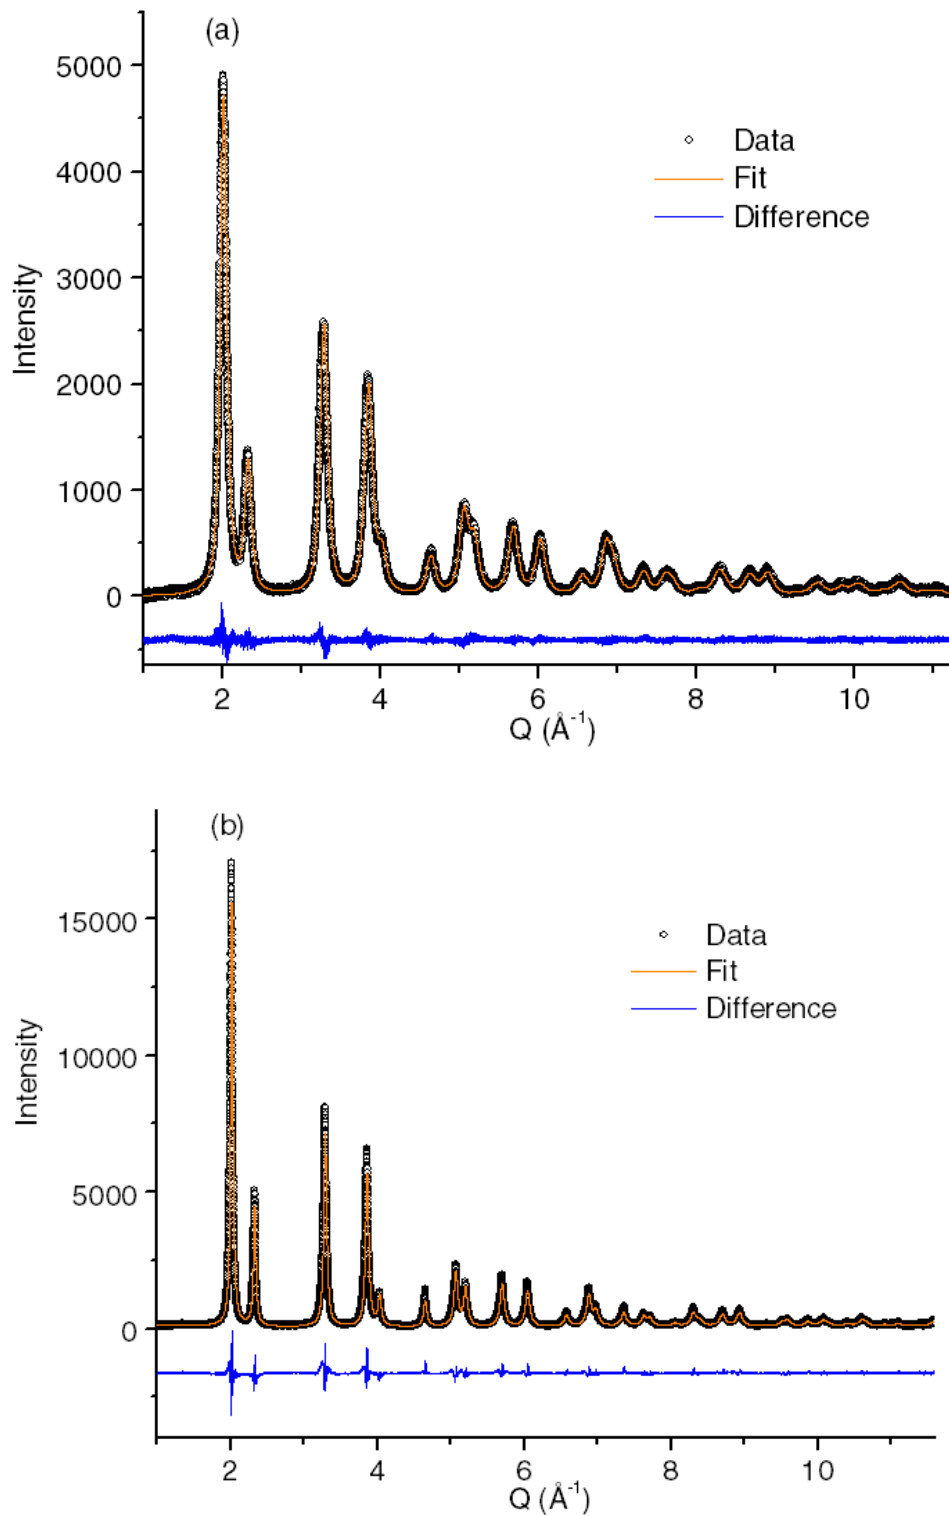 (a)
5000
4000
3000
2000
1000
0
Intensity
Data
Fit
Difference
2 4 6 8 10
Q (Å⁻¹)
(b)
15000
10000
5000
0
Intensity
Data
Fit
Difference
2 4 6 8 10
Q (Å⁻¹)